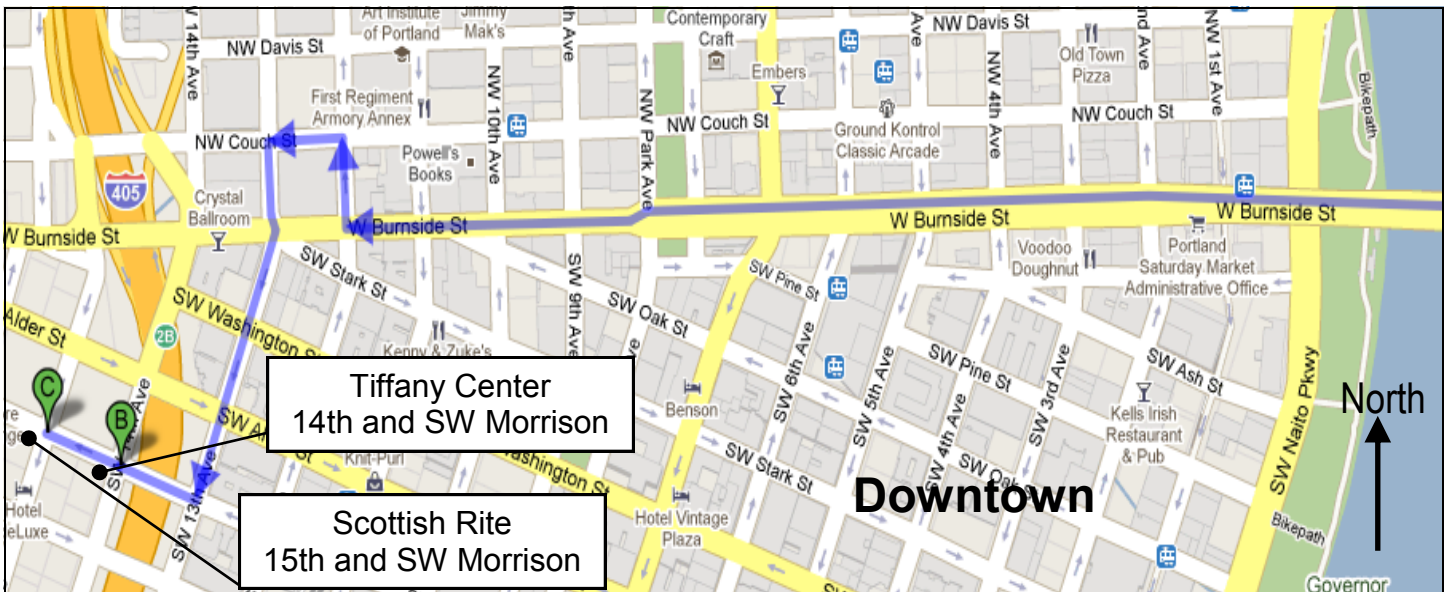 Art Institute
of Portland
Jimmy
Mak's
NW Davis St
NW 10th Ave
First Regiment
Armory Annex
NW Couch St
Powell's
Books
405
Crystal
Ballroom
W Burnside St
W Burnside St
SW Stark St
SW Washington St
2B
Alder St
Kenny & Zuke's
SW 9th Ave
NW Park Ave
Contemporary
Craft
Embers
NW Couch St
Ground Kontrol
Classic Arcade
NW Davis St
NW 4th Ave
Old Town
Pizza
NW 1st Ave
NW Couch St
W Burnside St
W Burnside St
Bikepath
Voodoo
Doughnut
Portland
Saturday Market
Administrative Office
SW Pine St
SW Oak St
SW 6th Ave
SW 5th Ave
SW 4th Ave
SW 3rd Ave
SW Pine St
SW Ash St
SW Naito Pkwy
Benson
Kells Irish
Restaurant
& Pub
North
C
B
Tiffany Center
14th and SW Morrison
Knit-Purl
Washington St
SW Stark St
SW Oak St
Downtown
SW 13th Ave
SW 13th Ave
Hotel
Scottish Rite
15th and SW Morrison
Hotel Vintage
Plaza
Bikepath
Governor